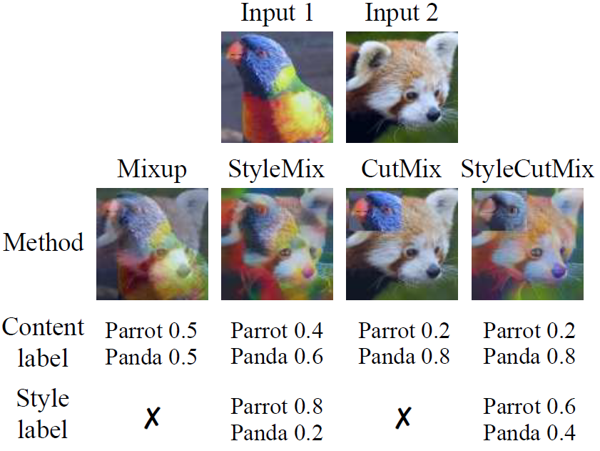 Input 1 Input 2
Mixup StyleMix CutMix StyleCutMix
Method
Content label
Parrot 0.5 Parrot 0.4 Parrot 0.2 Parrot 0.2
Panda 0.5 Panda 0.6 Panda 0.8 Panda 0.8
Style label
✗ Parrot 0.8 ✗ Parrot 0.6
Panda 0.2 Panda 0.4